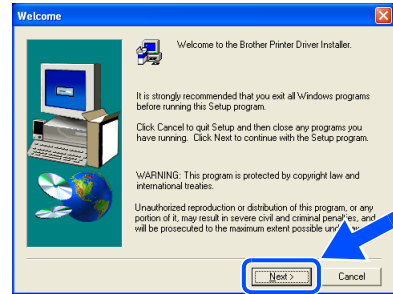 Welcome
Welcome to the Brother Printer Driver Installer.
It is strongly recommended that you exit all Windows programs
before running this Setup program.
Click Cancel to quit Setup and then close any programs you
have running. Click Next to continue with the Setup program.
WARNING: This program is protected by copyright law and
international treaties.
Unauthorized reproduction or distribution of this program, or any
portion of it, may result in severe civil and criminal penalties, and
will be prosecuted to the maximum extent possible under
Next >
Cancel